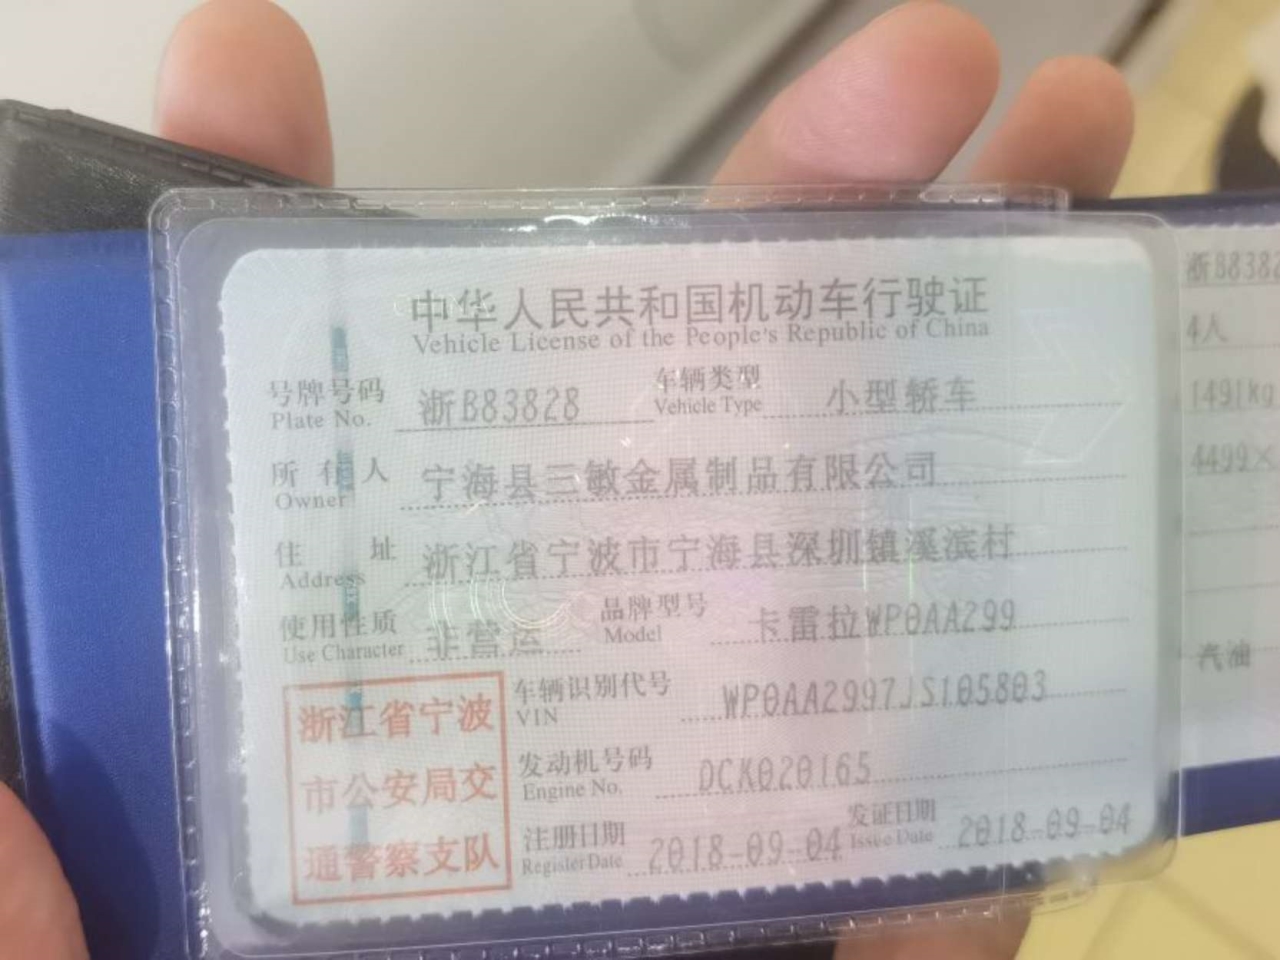 中华人民共和国机动车行驶证
Vehicle License of the People's Republic of China
号牌号码 浙B83828 车辆类型 小型轿车
Plate No. Vehicle Type
所有人 宁海县三敏金属制品有限公司
Owner
住址 浙江省宁波市宁海县深圳镇溪滨村
Address
使用性质 非营运 品牌型号 卡雷拉WP0AA299
Use Character Model
车辆识别代号 WP0AA2997JS105803
VIN
发动机号码 DCK020165
Engine No.
注册日期 2018-09-04 发证日期 2018-09-04
Register Date Issue Date
浙江省宁波
市公安局交
通警察支队
浙B8382
4人
1491kg
4499×
汽油